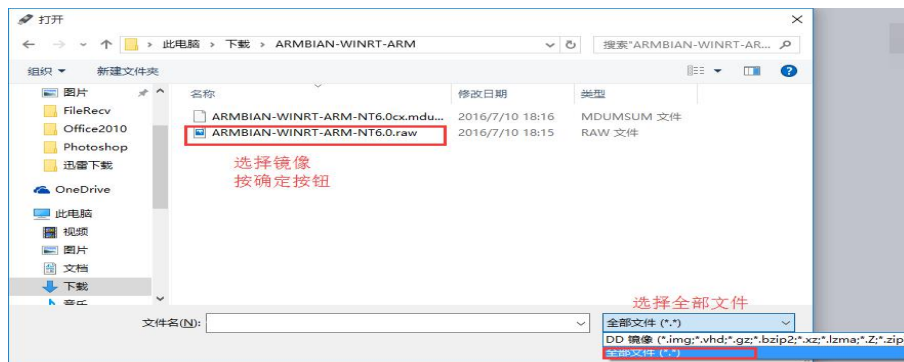 打开
此电脑 › 下载 › ARMBIAN-WINRT-ARM
搜索"ARMBIAN-WINRT-AR...
组织 新建文件夹
图片
FileRecv
Office2010
Photoshop
迅雷下载
OneDrive
此电脑
视频
图片
文档
下载
音乐
名称 修改日期 类型
ARMBIAN-WINRT-ARM-NT6.0cx.mdu... 2016/7/10 18:16 MDUMSUM 文件
ARMBIAN-WINRT-ARM-NT6.0.raw 2016/7/10 18:15 RAW 文件
选择镜像
按确定按钮
选择全部文件
文件名(N): 全部文件 (*.*)
DD 镜像 (*.img;*.vhd;*.gz;*.bzip2;*.xz;*.lzma;*.Z;*.zip
全部文件 (*.*)